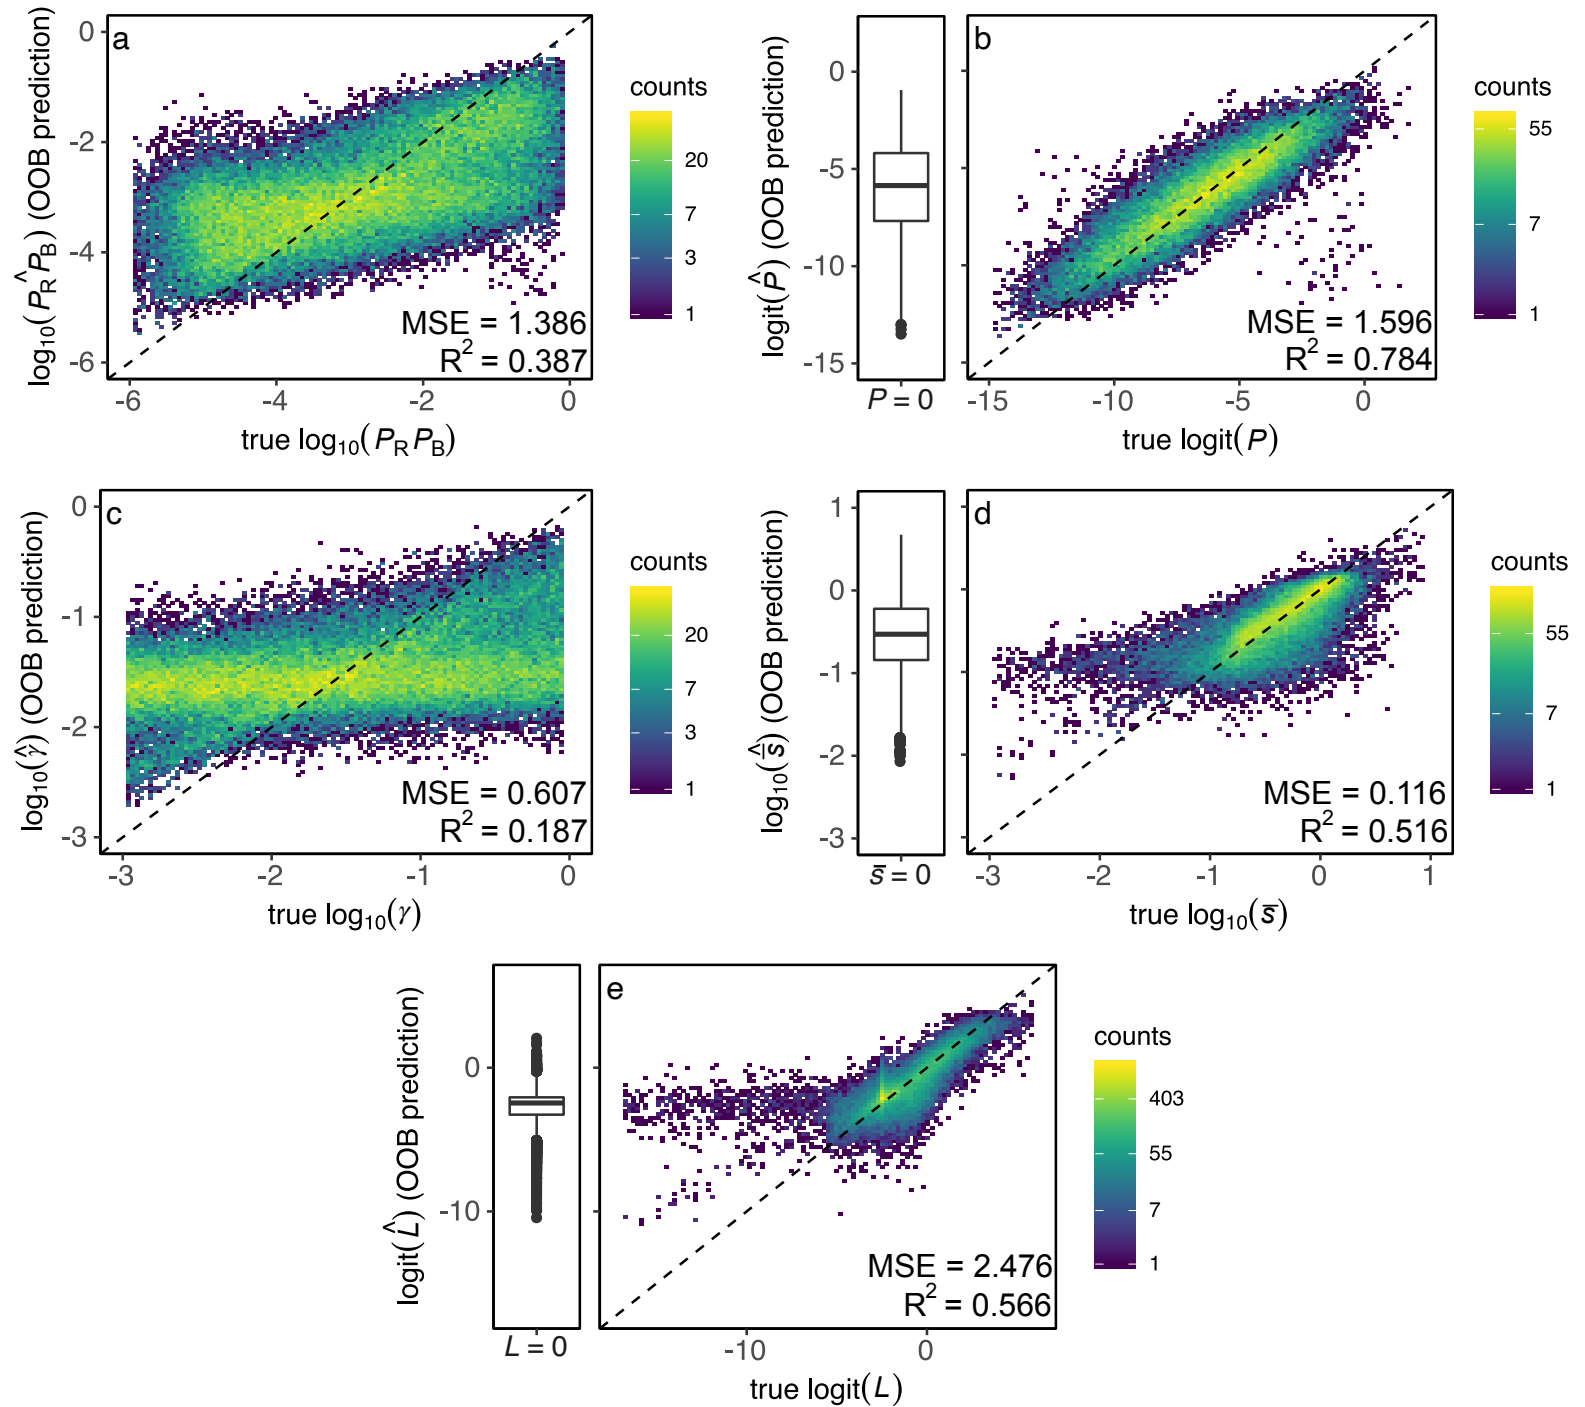 a
log₁₀(P̂_R P_B) (OOB prediction)
0
-2
-4
-6
-6
-4
-2
0
true log₁₀(P_R P_B)
MSE = 1.386
R² = 0.387
counts
20
7
3
1
b
logit(P̂) (OOB prediction)
0
-5
-10
-15
P = 0
-15
-10
-5
0
true logit(P)
MSE = 1.596
R² = 0.784
counts
55
7
1
c
log₁₀(γ̂) (OOB prediction)
0
-1
-2
-3
-3
-2
-1
0
true log₁₀(γ)
MSE = 0.607
R² = 0.187
counts
20
7
3
1
d
log₁₀(s̄̂) (OOB prediction)
1
0
-1
-2
-3
s̄ = 0
-3
-2
-1
0
1
true log₁₀(s̄)
MSE = 0.116
R² = 0.516
counts
55
7
1
e
logit(L̂) (OOB prediction)
0
-10
L = 0
-10
0
true logit(L)
MSE = 2.476
R² = 0.566
counts
403
55
7
1